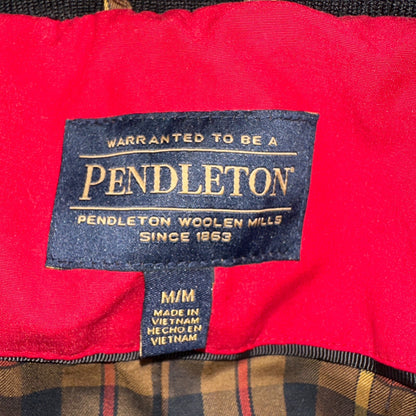 WARRANTED TO BE A
PENDLETON
PENDLETON WOOLEN MILLS
SINCE 1863
M/M
MADE IN
VIETNAM
HECHO EN
VIETNAM